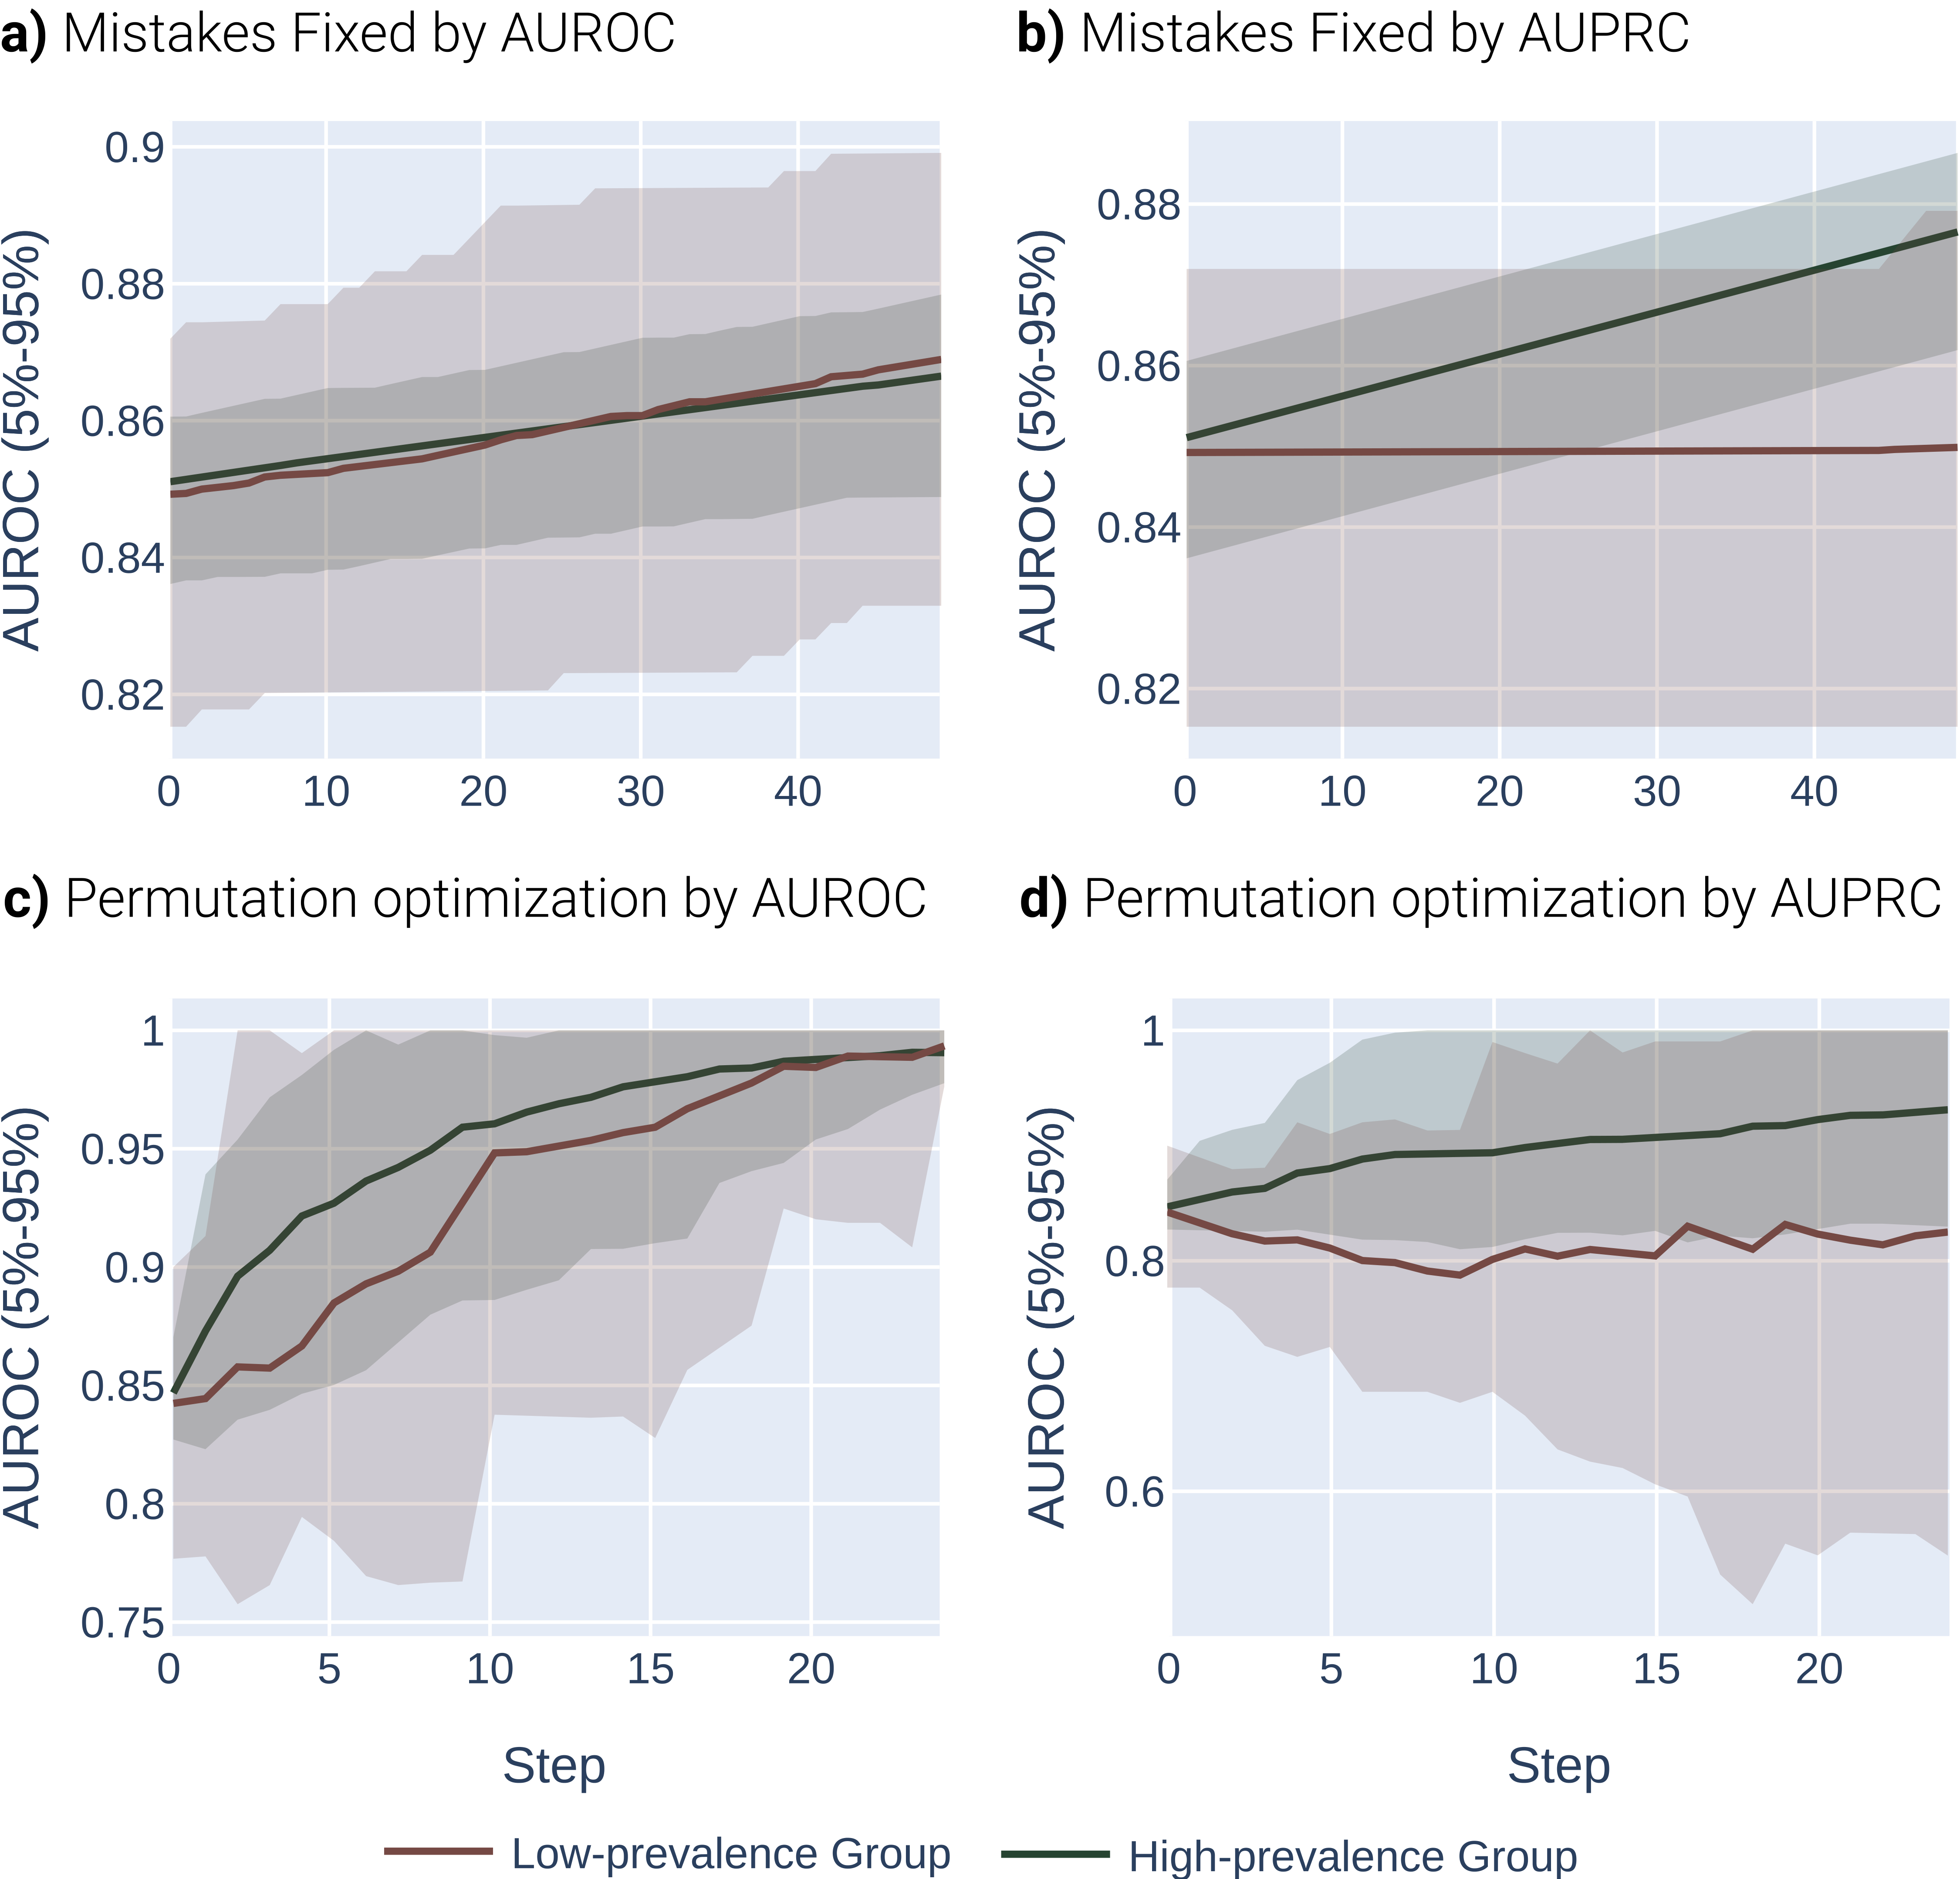 a) Mistakes Fixed by AUROC
b) Mistakes Fixed by AUPRC
AUROC (5%-95%)
0.9
0.88
0.86
0.84
0.82
0 10 20 30 40
AUROC (5%-95%)
0.88
0.86
0.84
0.82
0 10 20 30 40
c) Permutation optimization by AUROC
d) Permutation optimization by AUPRC
AUROC (5%-95%)
1
0.95
0.9
0.85
0.8
0.75
0 5 10 15 20
Step
AUROC (5%-95%)
1
0.8
0.6
0 5 10 15 20
Step
Low-prevalence Group
High-prevalence Group